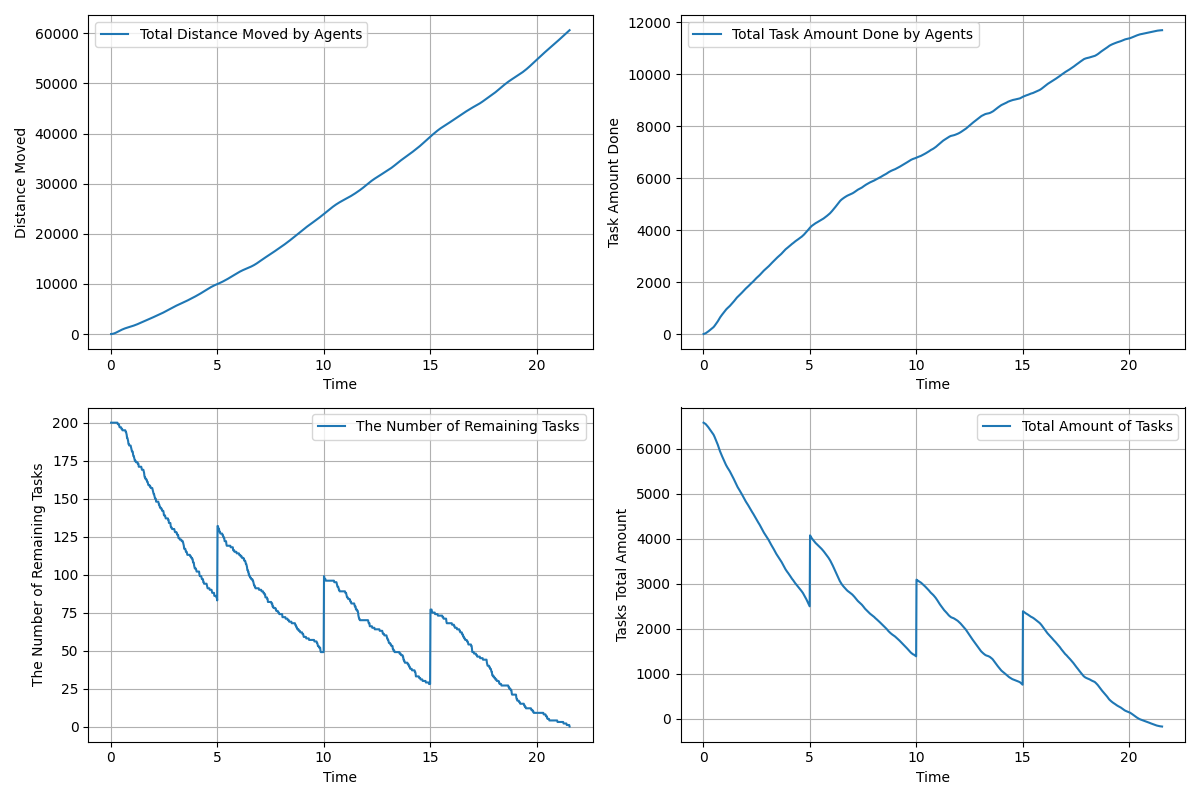 Total Distance Moved by Agents
Distance Moved
60000
50000
40000
30000
20000
10000
0
0 5 10 15 20
Time
Total Task Amount Done by Agents
Task Amount Done
12000
10000
8000
6000
4000
2000
0
0 5 10 15 20
Time
The Number of Remaining Tasks
The Number of Remaining Tasks
200
175
150
125
100
75
50
25
0
0 5 10 15 20
Time
Total Amount of Tasks
Tasks Total Amount
6000
5000
4000
3000
2000
1000
0
0 5 10 15 20
Time